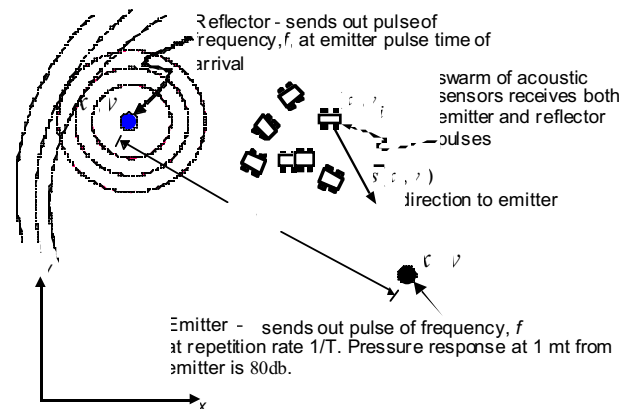 Reflector - sends out pulse of
frequency, f, at emitter pulse time of
arrival
swarm of acoustic
sensors receives both
emitter and reflector
pulses
direction to emitter
Emitter - sends out pulse of frequency, f
at repetition rate 1/T. Pressure response at 1 mt from
emitter is 80db.
x